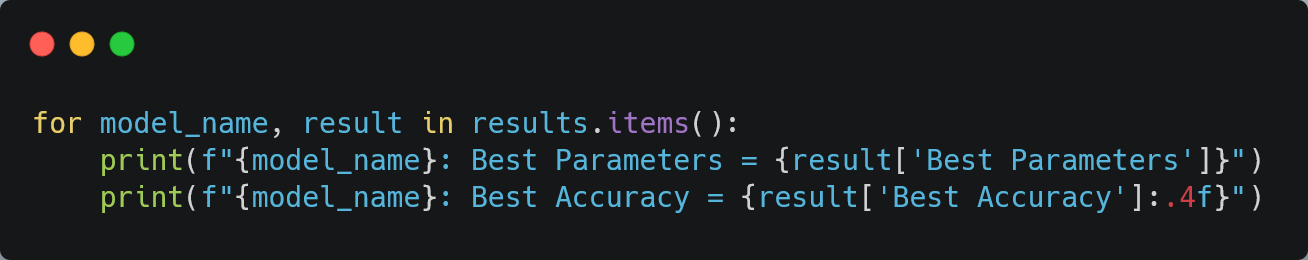 for model_name, result in results.items():
    print(f"{model_name}: Best Parameters = {result['Best Parameters']}")
    print(f"{model_name}: Best Accuracy = {result['Best Accuracy']:.4f}")